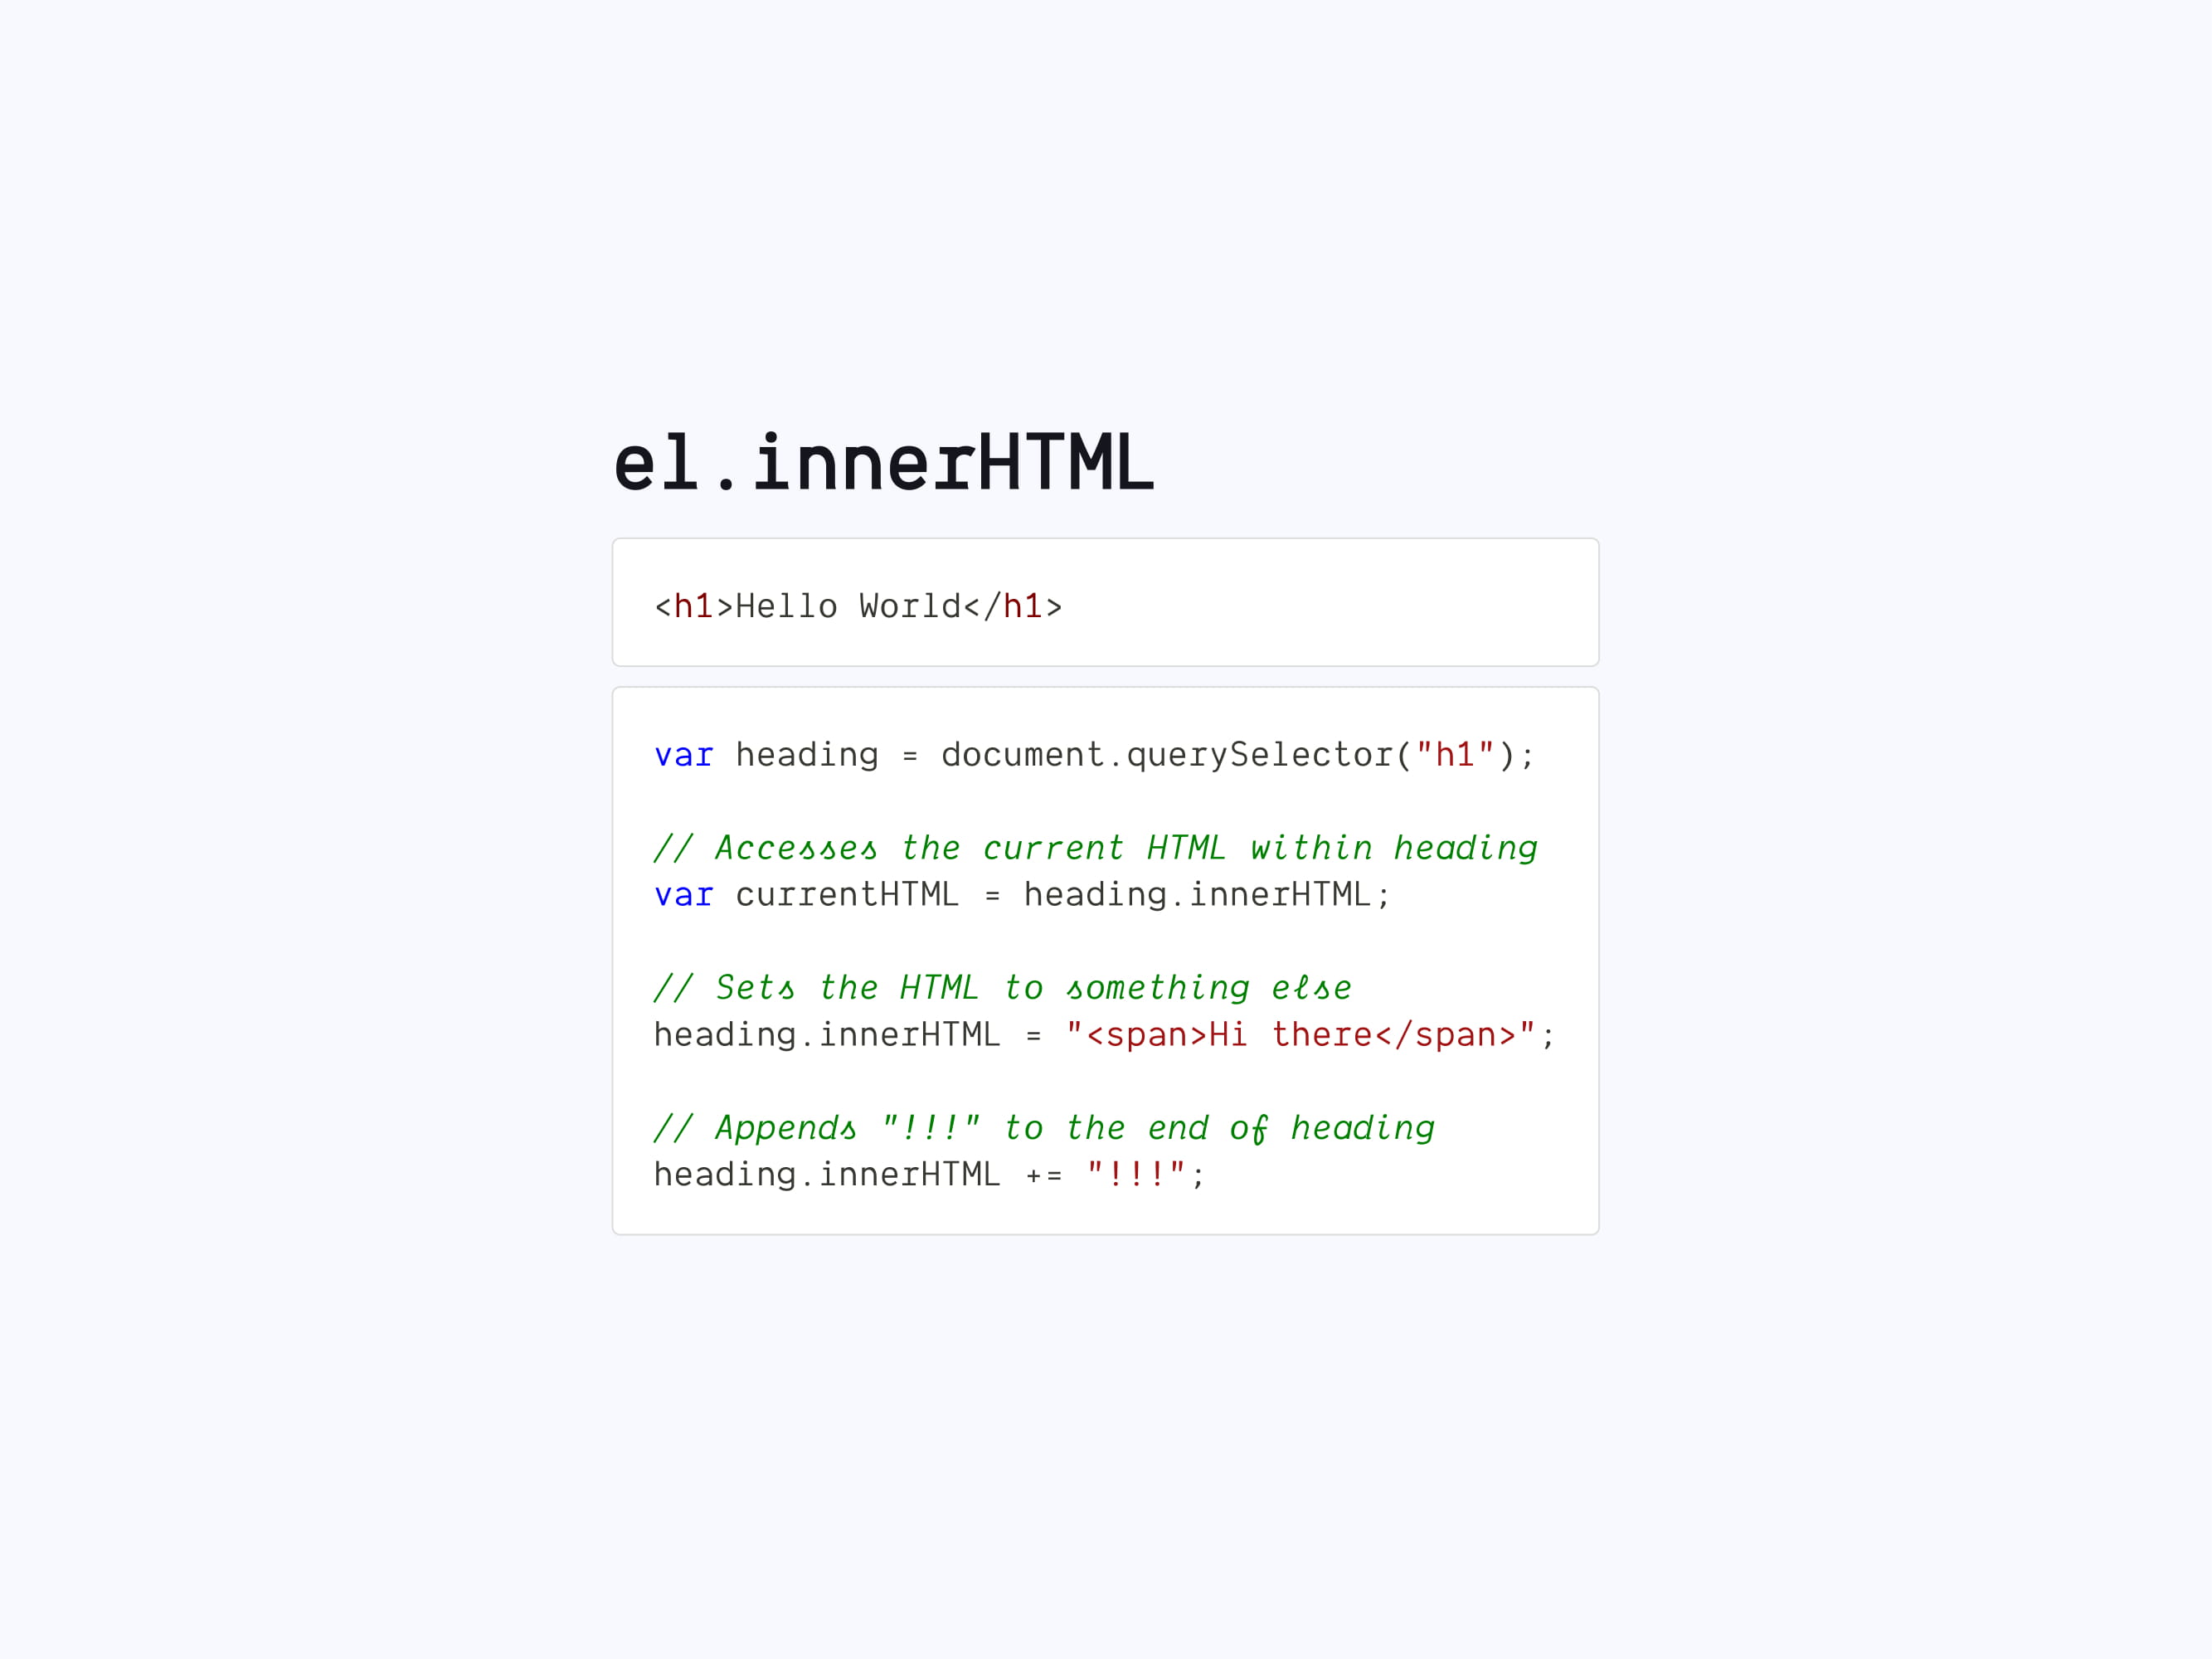 el.innerHTML
<h1>Hello World</h1>
var heading = document.querySelector("h1");
// Accesses the current HTML within heading
var currentHTML = heading.innerHTML;
// Sets the HTML to something else
heading.innerHTML = "<span>Hi there</span>";
// Appends "!!!" to the end of heading
heading.innerHTML += "!!!";